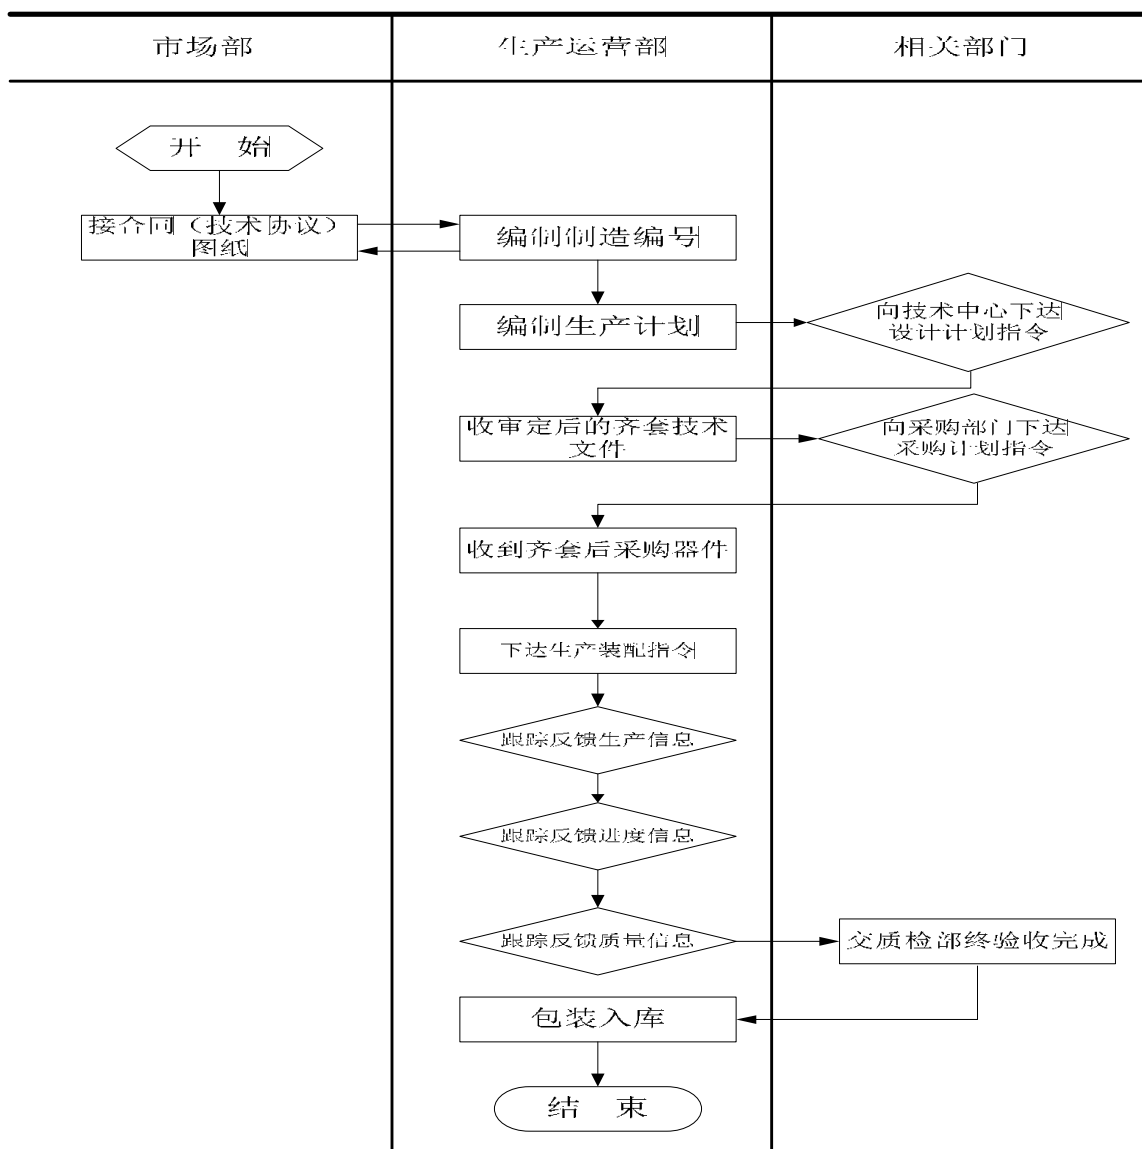 市场部
生产运营部
相关部门
开 始
接合同（技术协议）
图纸
编制制造编号
编制生产计划
向技术中心下达
设计计划指令
收审定后的齐套技术
文件
向采购部门下达
采购计划指令
收到齐套后采购器件
下达生产装配指令
跟踪反馈生产信息
跟踪反馈进度信息
跟踪反馈质量信息
交质检部终验收完成
包装入库
结 束